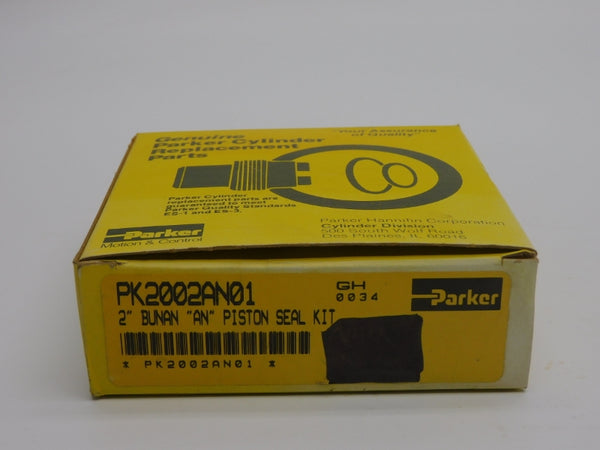 Genuine
Parker Cylinder
Replacement
Parts
"Your Assurance
of Quality"
Parker Cylinder
replacement parts are
guaranteed to meet
Parker Quality Standards
ES-1 and ES-3.
Parker
Motion & Control
Parker Hannifin Corporation
Cylinder Division
500 South Wolf Road
Des Plaines, IL 60016
PK2002AN01
GH
0034
Parker
2" BUNAN "AN" PISTON SEAL KIT
* PK2002AN01 *